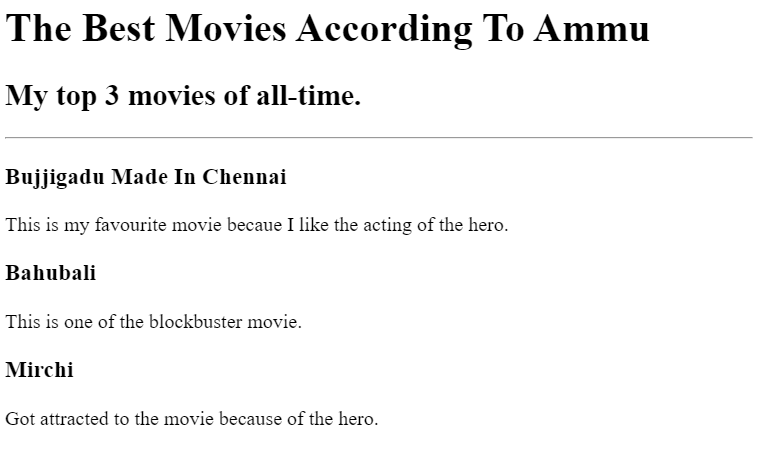 The Best Movies According To Ammu
My top 3 movies of all-time.
Bujjigadu Made In Chennai
This is my favourite movie becaue I like the acting of the hero.
Bahubali
This is one of the blockbuster movie.
Mirchi
Got attracted to the movie because of the hero.